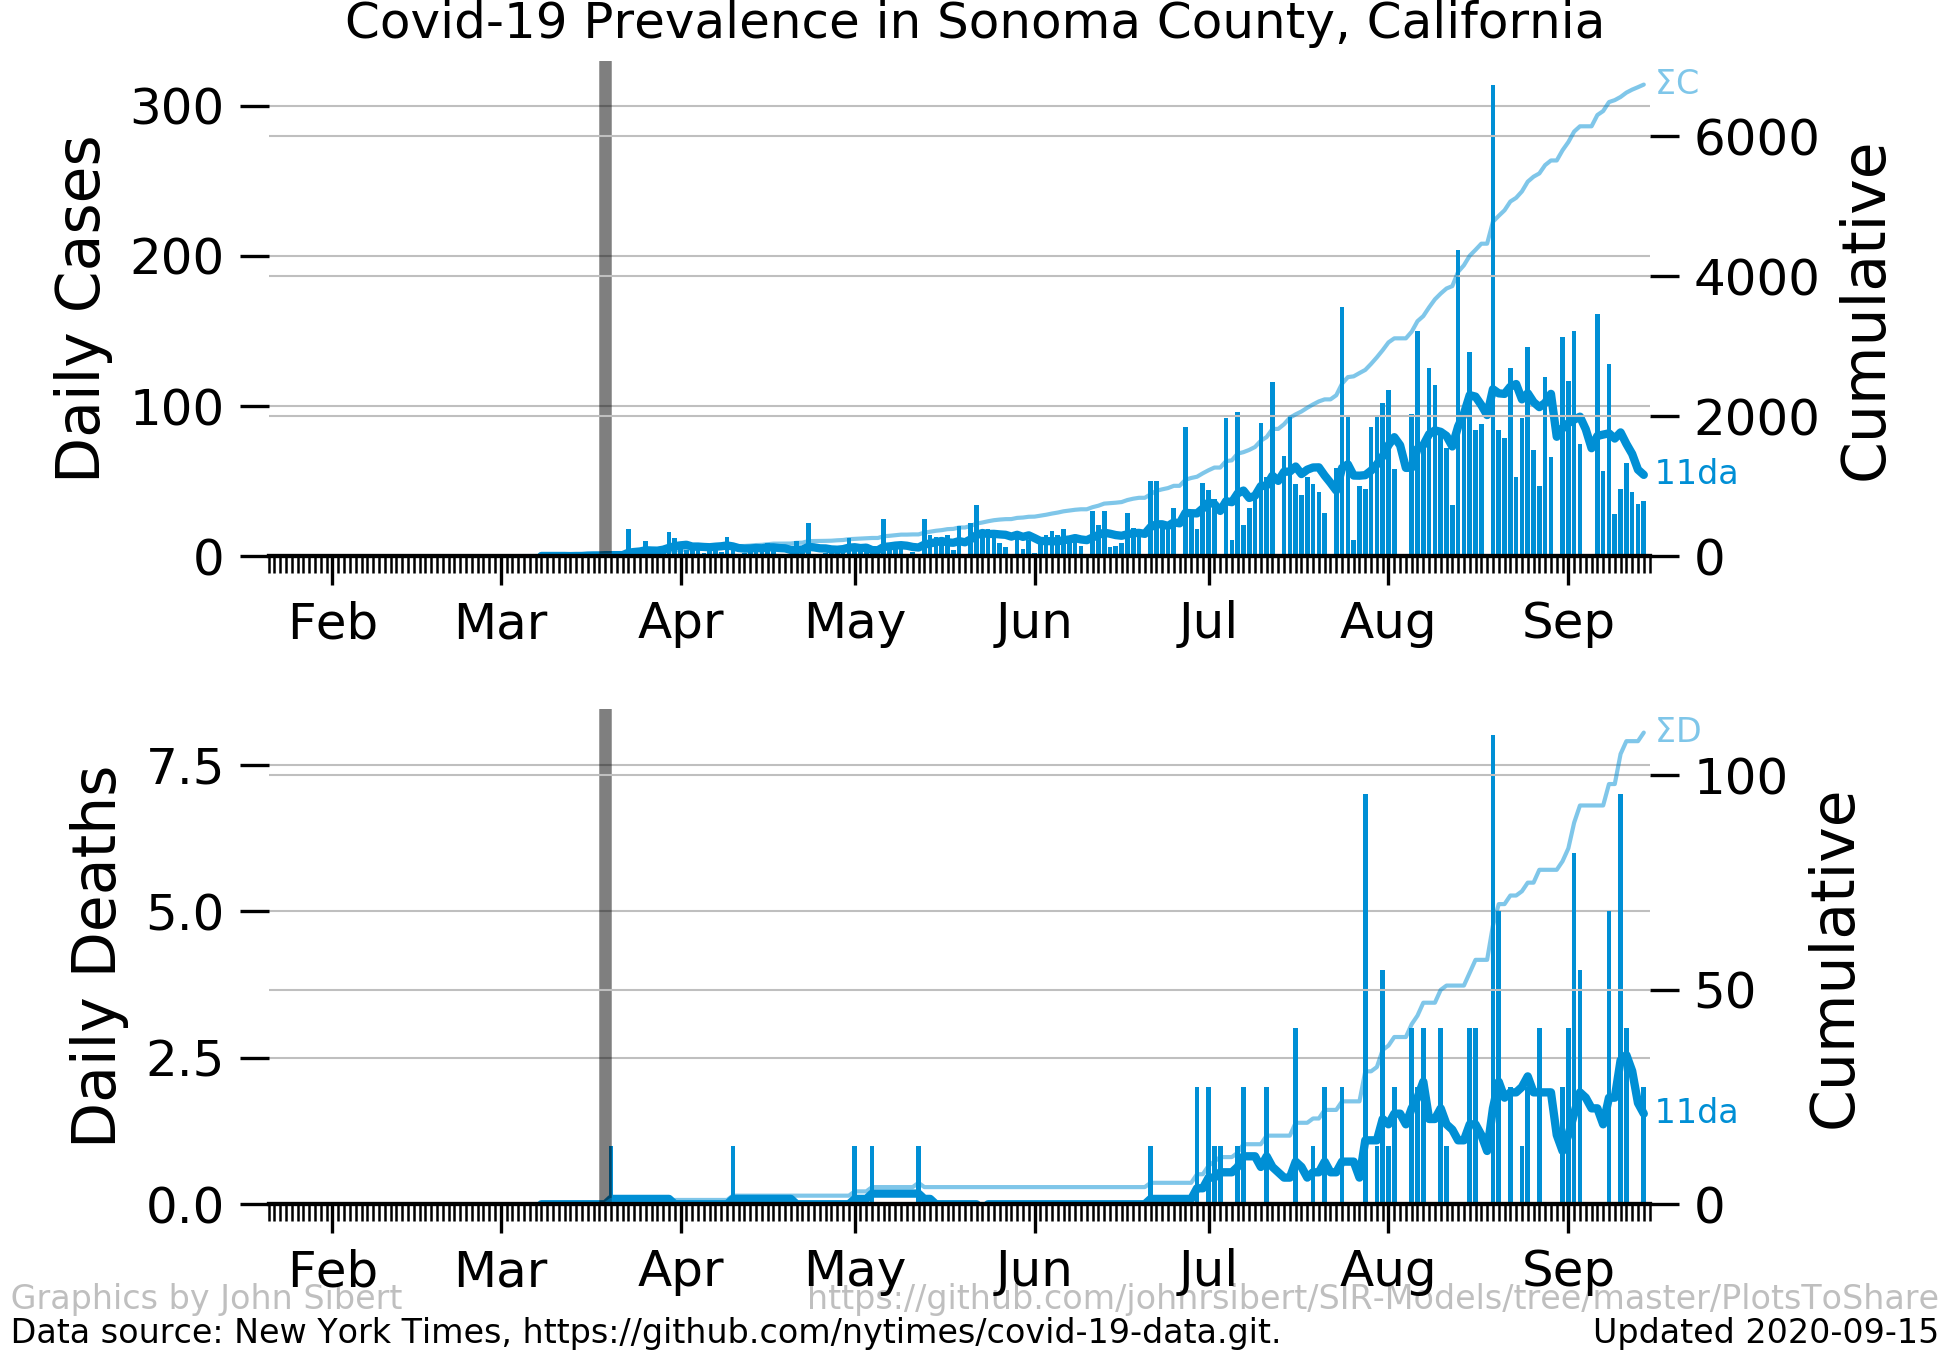 Covid-19 Prevalence in Sonoma County, California
Daily Cases
300
200
100
0
ΣC
11da
6000
4000
2000
0
Cumulative
Feb Mar Apr May Jun Jul Aug Sep
Daily Deaths
7.5
5.0
2.5
0.0
ΣD
11da
100
50
0
Cumulative
Feb Mar Apr May Jun Jul Aug Sep
Graphics by John Sibert https://github.com/johnrsibert/SIR-Models/tree/master/PlotsToShare
Data source: New York Times, https://github.com/nytimes/covid-19-data.git. Updated 2020-09-15